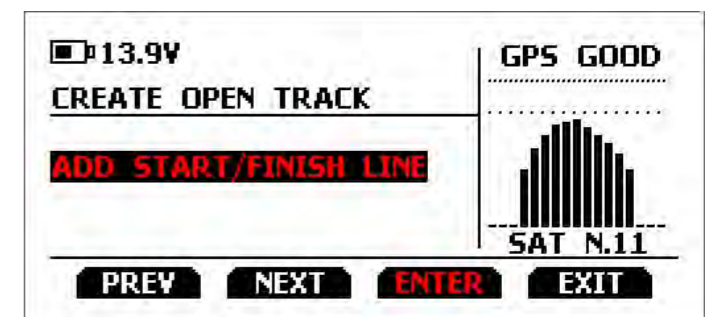 13.9V
GPS GOOD
CREATE OPEN TRACK
ADD START/FINISH LINE
SAT N.11
PREV NEXT ENTER EXIT